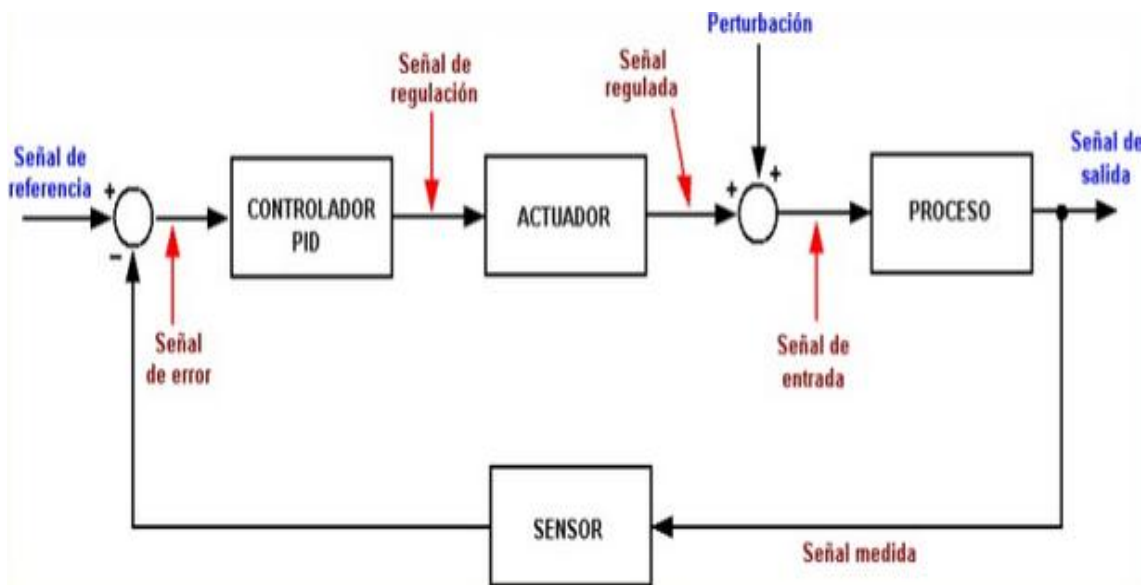 Perturbación
Señal de
regulación
Señal
regulada
Señal de
referencia
+
−
CONTROLADOR
PID
ACTUADOR
+
+
PROCESO
Señal de
salida
Señal
de error
Señal de
entrada
SENSOR
Señal medida